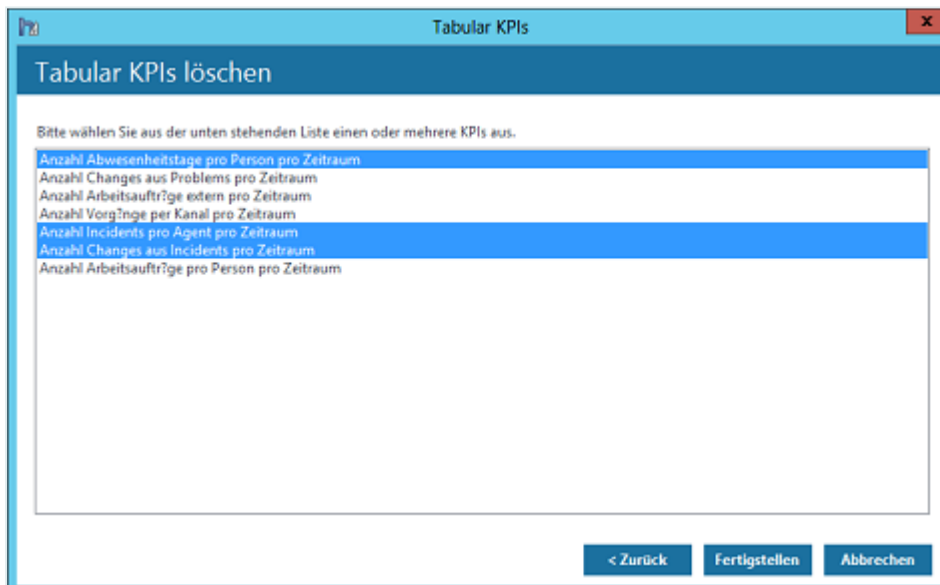 Tabular KPIs
x
Tabular KPIs löschen
Bitte wählen Sie aus der unten stehenden Liste einen oder mehrere KPIs aus.
Anzahl Abwesenheitstage pro Person pro Zeitraum
Anzahl Changes aus Problems pro Zeitraum
Anzahl Arbeitsauftr?ge extern pro Zeitraum
Anzahl Vorg?nge per Kanal pro Zeitraum
Anzahl Incidents pro Agent pro Zeitraum
Anzahl Changes aus Incidents pro Zeitraum
Anzahl Arbeitsauftr?ge pro Person pro Zeitraum
< Zurück Fertigstellen Abbrechen